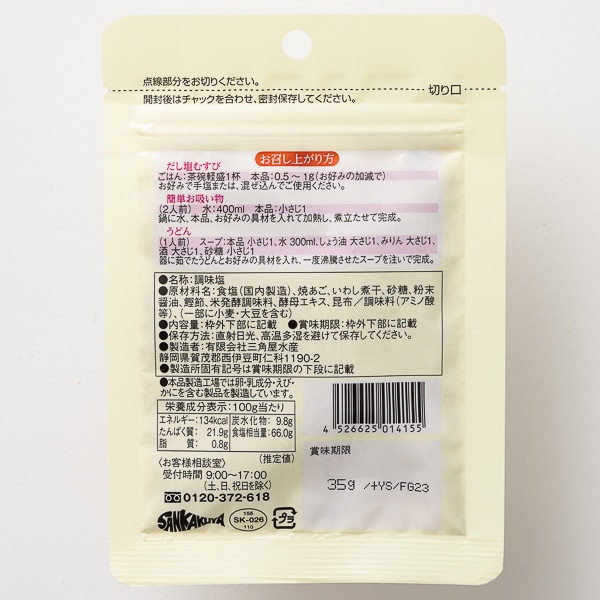 点線部分をお切りください。
切り口
開封後はチャックを合わせ、密封保存してください。
お召し上がり方
だし塩むすび
ごはん:茶碗軽盛1杯 本品:0.5〜1g(お好みの加減で)
お好みで手塩または、混ぜ込んでご使用ください。
簡単お吸い物
(2人前) 水:400ml 本品:小さじ1
鍋に水、本品、お好みの具材を入れて加熱し、煮立たせて完成。
うどん
(1人前) スープ:本品 小さじ1、水 300ml、しょう油 大さじ1、みりん 大さじ1、
酒 大さじ1、砂糖 小さじ1
器に茹でたうどんとお好みの具材を入れ、一度沸騰させたスープを注いで完成。
●名称:調味塩
●原材料名:食塩(国内製造)、焼あご、いわし煮干、砂糖、粉末
醤油、鰹節、米発酵調味料、酵母エキス、昆布/調味料(アミノ酸
等)、(一部に小麦・大豆を含む)
●内容量:枠外下部に記載 ●賞味期限:枠外下部に記載
●保存方法:直射日光、高温多湿を避けて保存してください。
●製造者:有限会社三角屋水産
静岡県賀茂郡西伊豆町仁科1190-2
●製造所固有記号は賞味期限の下段に記載
●本品製造工場では卵・乳成分・えび・
かにを含む製品を製造しています。
栄養成分表示:100g当たり
エネルギー:134kcal 炭水化物: 9.8g
たんぱく質: 21.9g 食塩相当量:66.0g
脂 質: 0.8g
(推定値)
〈お客様相談室〉
受付時間 9:00〜17:00
(土、日、祝日を除く)
0120-372-618
SANKAKUYA
155
SK-026
110
プラ
4 526625 014155
賞味期限
35g /+YS/FG23